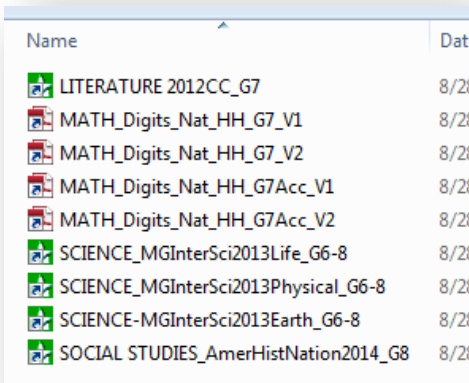 Name Dat
LITERATURE 2012CC_G7 8/28
MATH_Digits_Nat_HH_G7_V1 8/28
MATH_Digits_Nat_HH_G7_V2 8/28
MATH_Digits_Nat_HH_G7Acc_V1 8/28
MATH_Digits_Nat_HH_G7Acc_V2 8/28
SCIENCE_MGInterSci2013Life_G6-8 8/28
SCIENCE_MGInterSci2013Physical_G6-8 8/28
SCIENCE-MGInterSci2013Earth_G6-8 8/28
SOCIAL STUDIES_AmerHistNation2014_G8 8/28